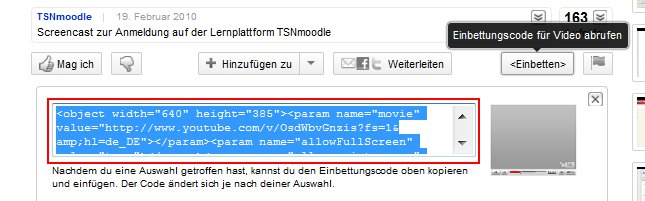 TSNmoodle | 19. Februar 2010
163
Screencast zur Anmeldung auf der Lernplattform TSNmoodle
Einbettungscode für Video abrufen
Mag ich
+ Hinzufügen zu
Weiterleiten
<Einbetten>
<object width="640" height="385"><param name="movie"
value="http://www.youtube.com/v/OsdWbvGnzis?fs=1&
amp;hl=de_DE"></param><param name="allowFullScreen"
Nachdem du eine Auswahl getroffen hast, kannst du den Einbettungscode oben kopieren
und einfügen. Der Code ändert sich je nach deiner Auswahl.